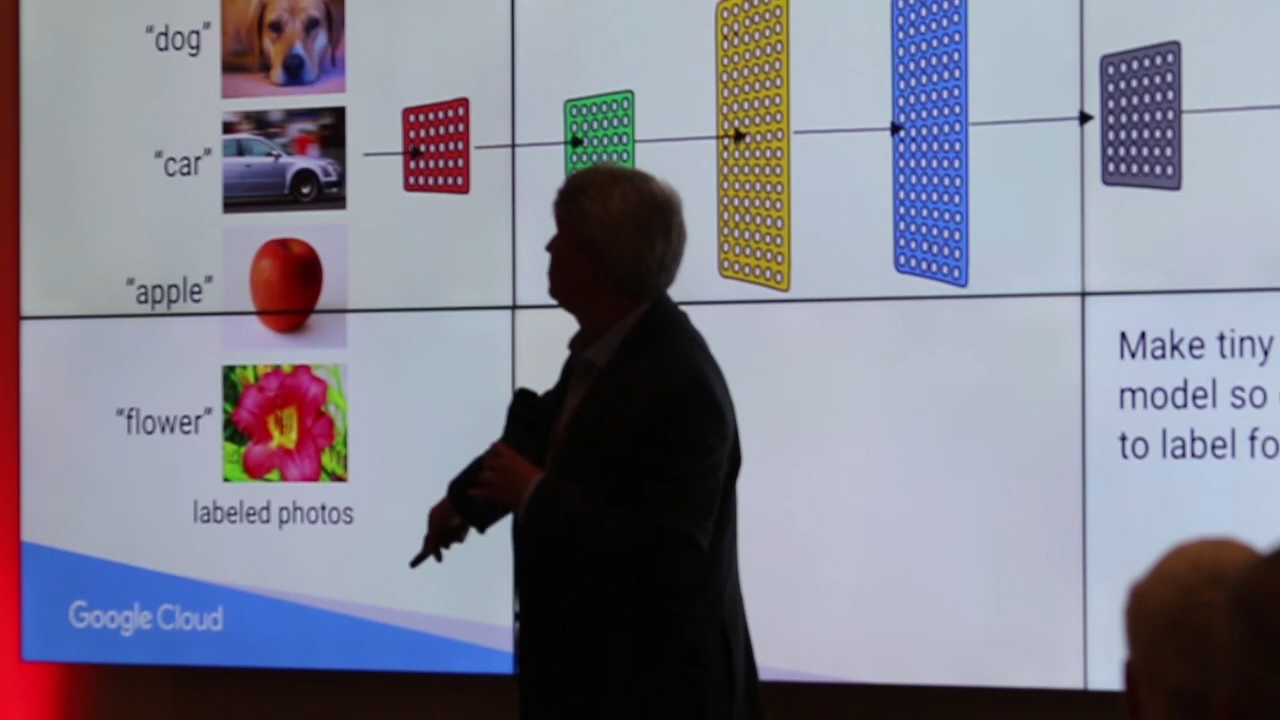 “dog”
“car”
“apple”
“flower”
labeled photos
Google Cloud
Make tiny
model so
to label fo